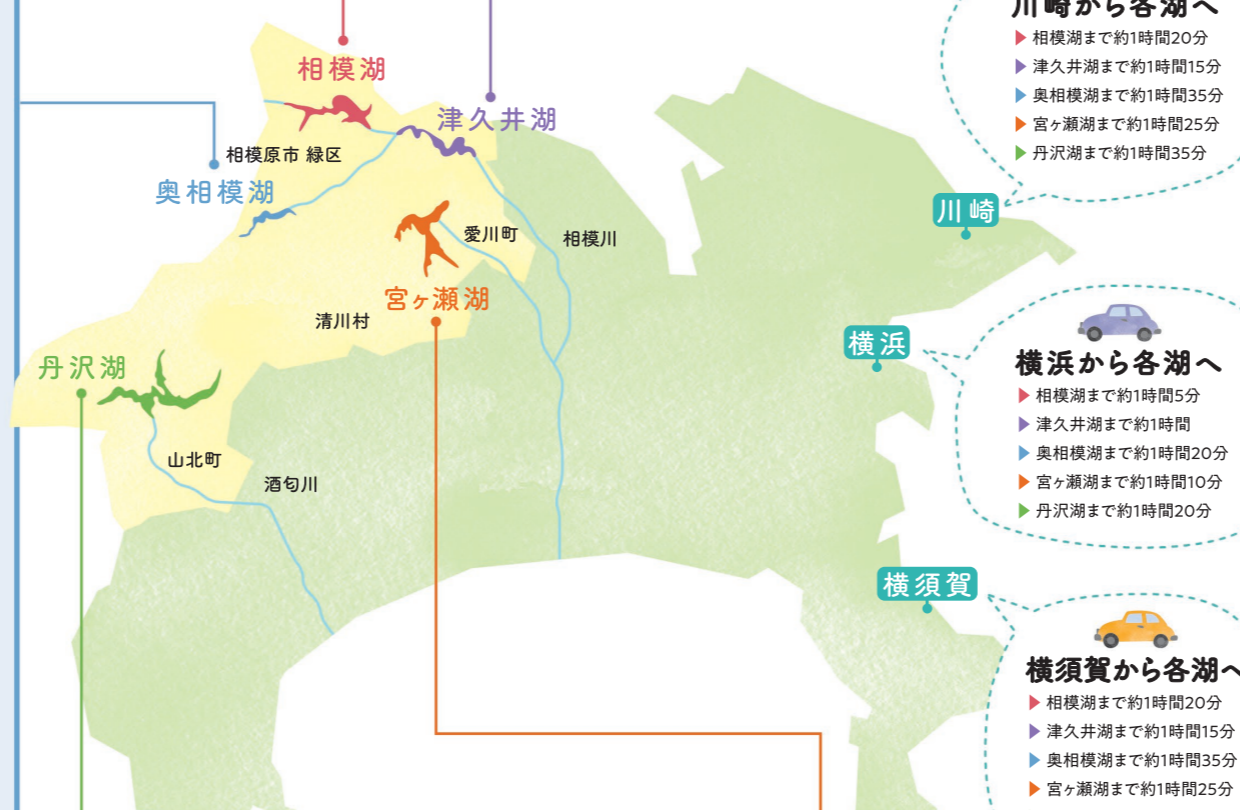 相模湖
津久井湖
相模原市 緑区
奥相模湖
愛川町
相模川
宮ヶ瀬湖
清川村
丹沢湖
山北町
酒匂川
川崎
横浜
横須賀
川崎から各湖へ
▶ 相模湖まで約1時間20分
▶ 津久井湖まで約1時間15分
▶ 奥相模湖まで約1時間35分
▶ 宮ヶ瀬湖まで約1時間25分
▶ 丹沢湖まで約1時間35分
横浜から各湖へ
▶ 相模湖まで約1時間5分
▶ 津久井湖まで約1時間
▶ 奥相模湖まで約1時間20分
▶ 宮ヶ瀬湖まで約1時間10分
▶ 丹沢湖まで約1時間20分
横須賀から各湖へ
▶ 相模湖まで約1時間20分
▶ 津久井湖まで約1時間15分
▶ 奥相模湖まで約1時間35分
▶ 宮ヶ瀬湖まで約1時間25分